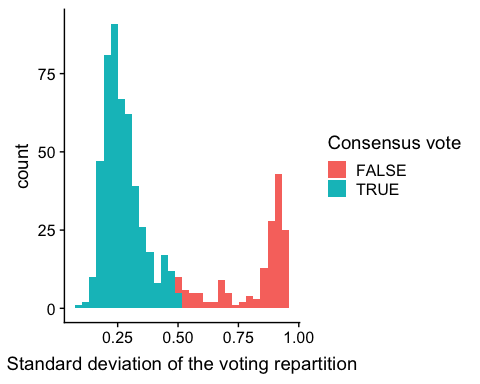 75
50
25
0
count
0.25 0.50 0.75 1.00
Standard deviation of the voting repartition
Consensus vote
FALSE
TRUE